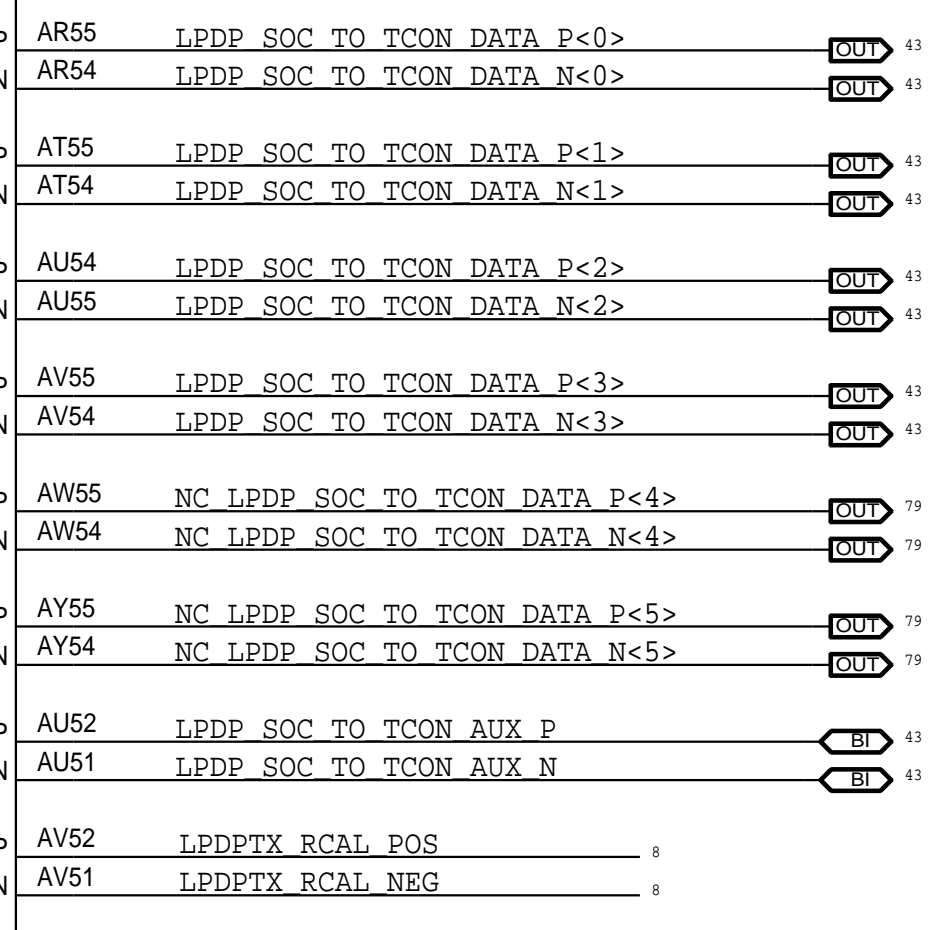 P AR55 LPDP_SOC_TO_TCON_DATA_P<0> OUT 43
N AR54 LPDP_SOC_TO_TCON_DATA_N<0> OUT 43
P AT55 LPDP_SOC_TO_TCON_DATA_P<1> OUT 43
N AT54 LPDP_SOC_TO_TCON_DATA_N<1> OUT 43
P AU54 LPDP_SOC_TO_TCON_DATA_P<2> OUT 43
N AU55 LPDP_SOC_TO_TCON_DATA_N<2> OUT 43
P AV55 LPDP_SOC_TO_TCON_DATA_P<3> OUT 43
N AV54 LPDP_SOC_TO_TCON_DATA_N<3> OUT 43
P AW55 NC_LPDP_SOC_TO_TCON_DATA_P<4> OUT 79
N AW54 NC_LPDP_SOC_TO_TCON_DATA_N<4> OUT 79
P AY55 NC_LPDP_SOC_TO_TCON_DATA_P<5> OUT 79
N AY54 NC_LPDP_SOC_TO_TCON_DATA_N<5> OUT 79
P AU52 LPDP_SOC_TO_TCON_AUX_P BI 43
N AU51 LPDP_SOC_TO_TCON_AUX_N BI 43
P AV52 LPDPTX_RCAL_POS 8
N AV51 LPDPTX_RCAL_NEG 8